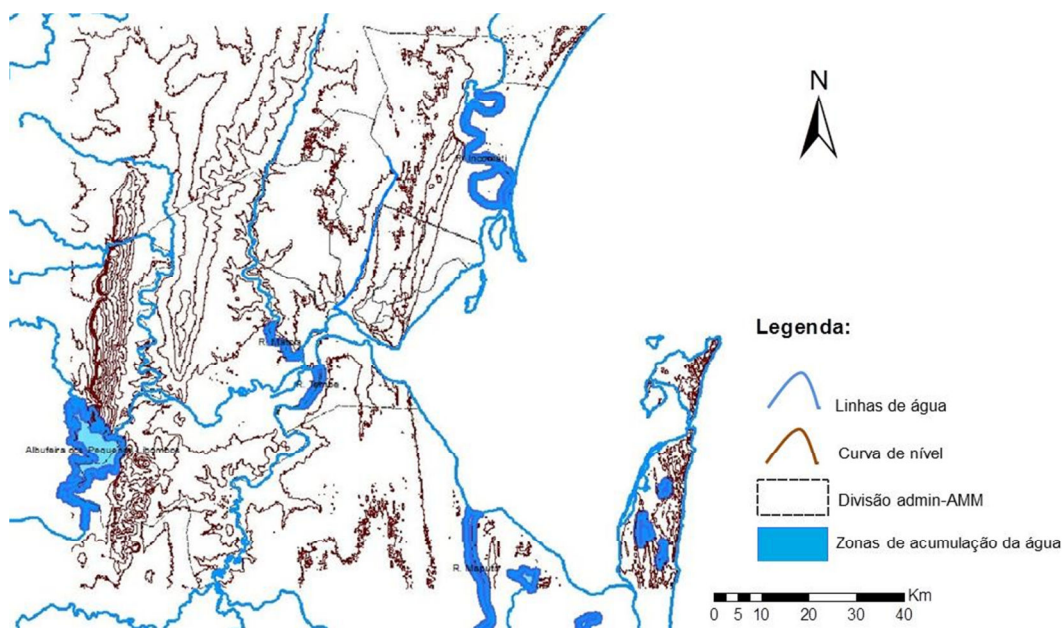 N
R. Incomáti
R. Matola
R. Tembe
Albufeira dos Pequenos Libombos
R. Maputo
Legenda:
Linhas de água
Curva de nível
Divisão admin-AMM
Zonas de acumulação da água
0 5 10 20 30 40 Km